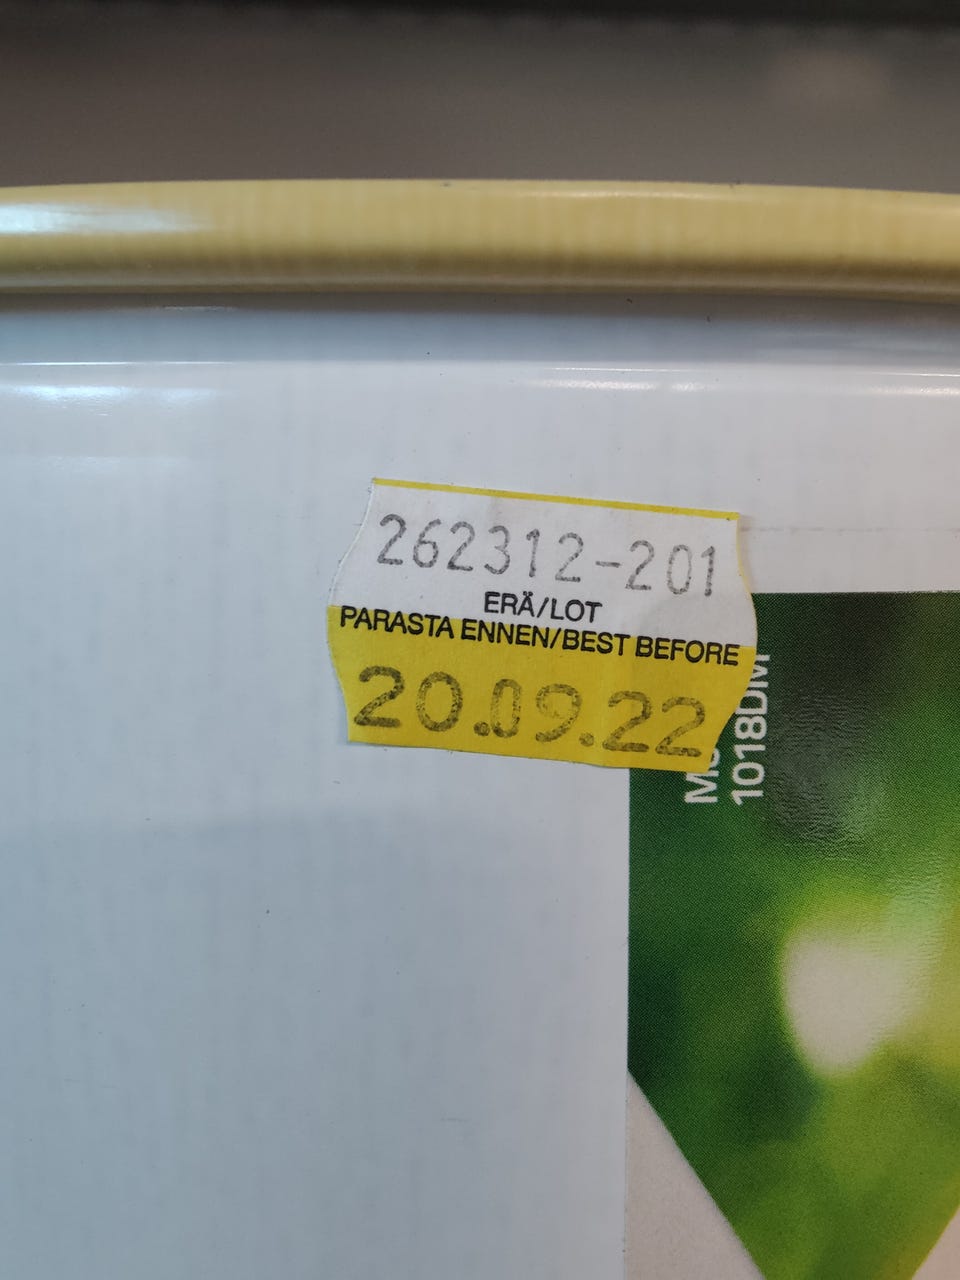 262312-201
ERÄ/LOT
PARASTA ENNEN/BEST BEFORE
20.09.22
1018DM